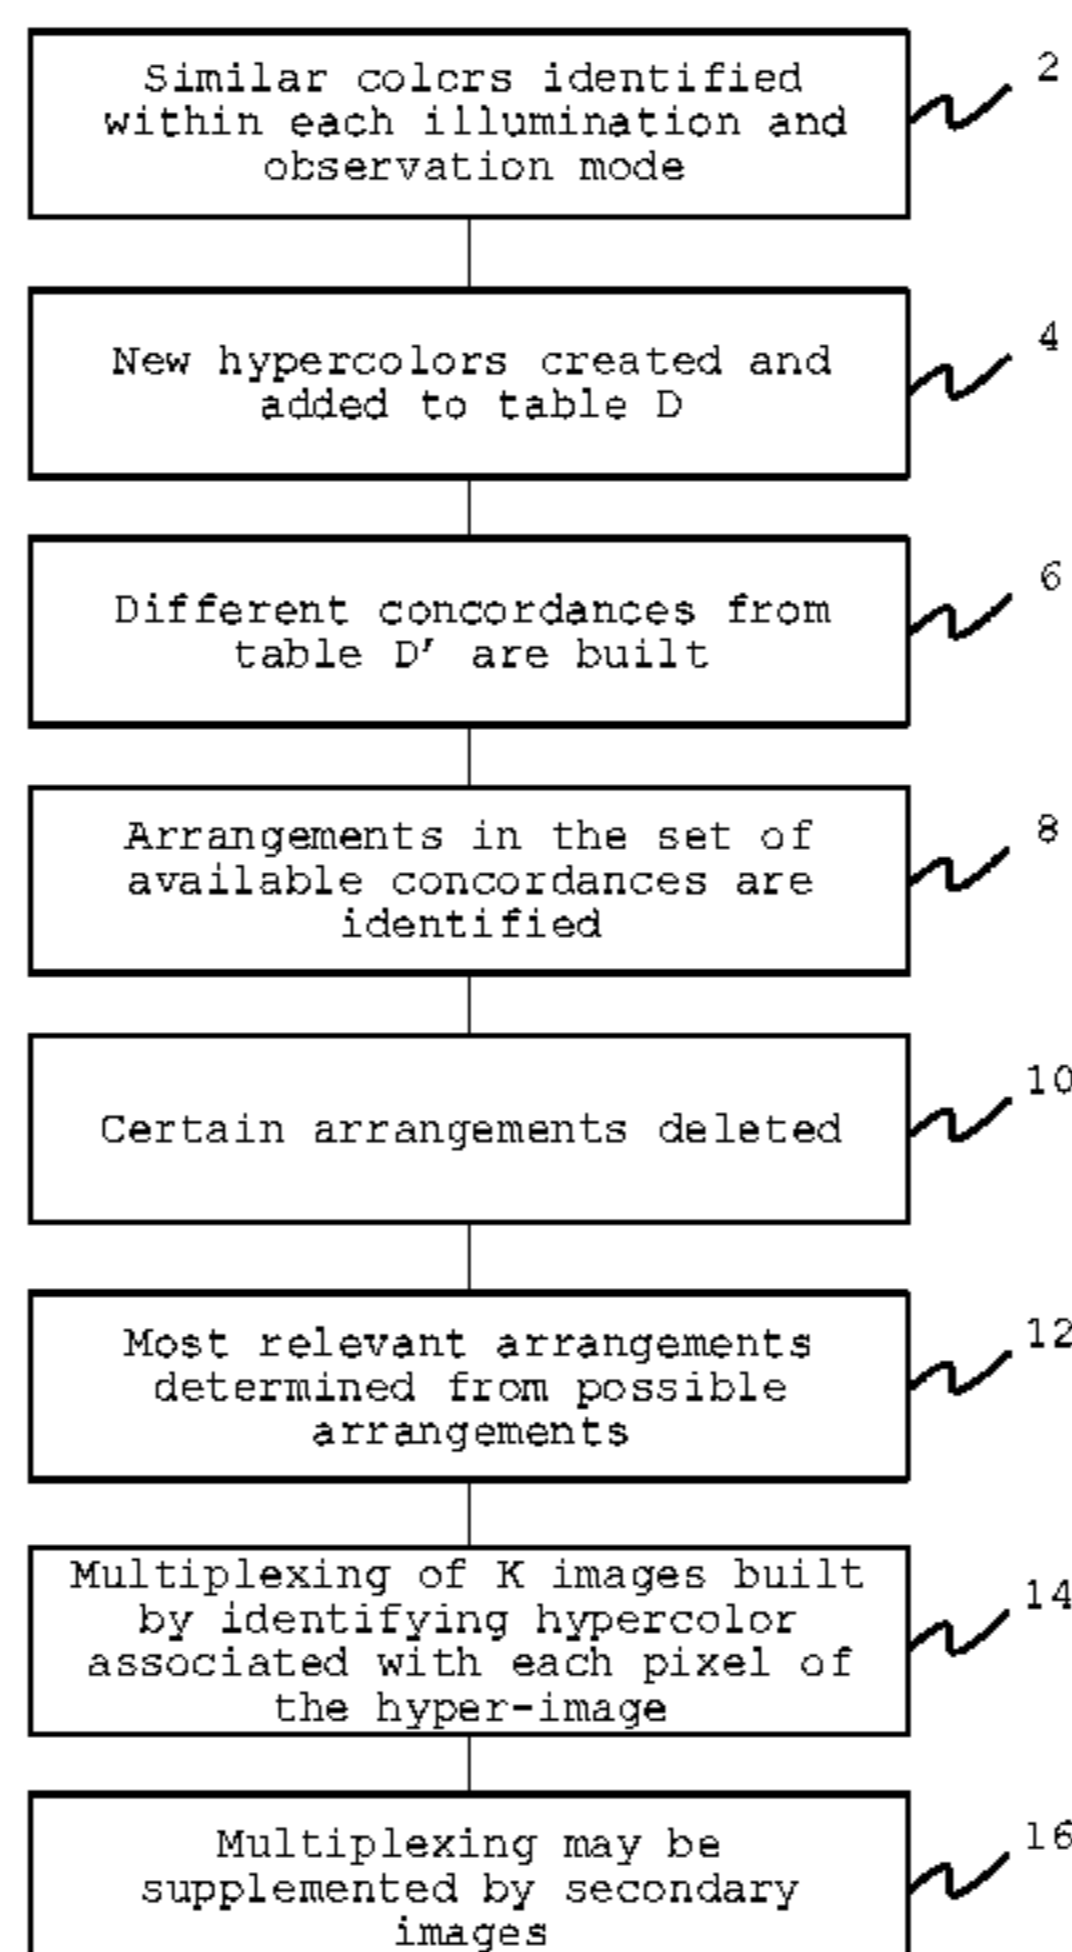 Similar colors identified
within each illumination and
observation mode
2
New hypercolors created and
added to table D
4
Different concordances from
table D' are built
6
Arrangements in the set of
available concordances are
identified
8
Certain arrangements deleted
10
Most relevant arrangements
determined from possible
arrangements
12
Multiplexing of K images built
by identifying hypercolor
associated with each pixel of
the hyper-image
14
Multiplexing may be
supplemented by secondary
images
16